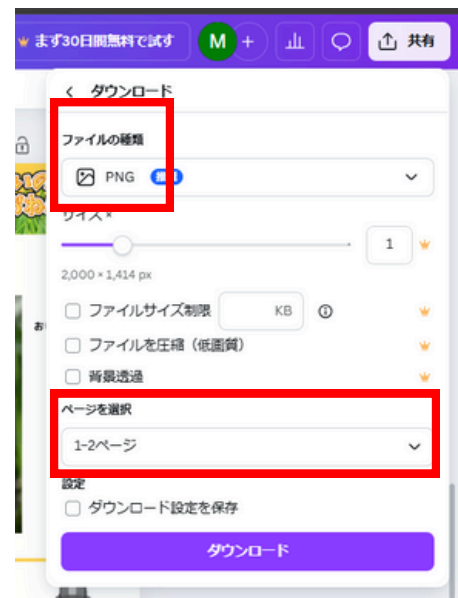 まず30日間無料で試す
M
+
共有
ダウンロード
ファイルの種類
PNG
サイズ ×
1
2,000 × 1,414 px
ファイルサイズ制限
KB
ファイルを圧縮（低画質）
背景透過
ページを選択
1-2ページ
設定
ダウンロード設定を保存
ダウンロード